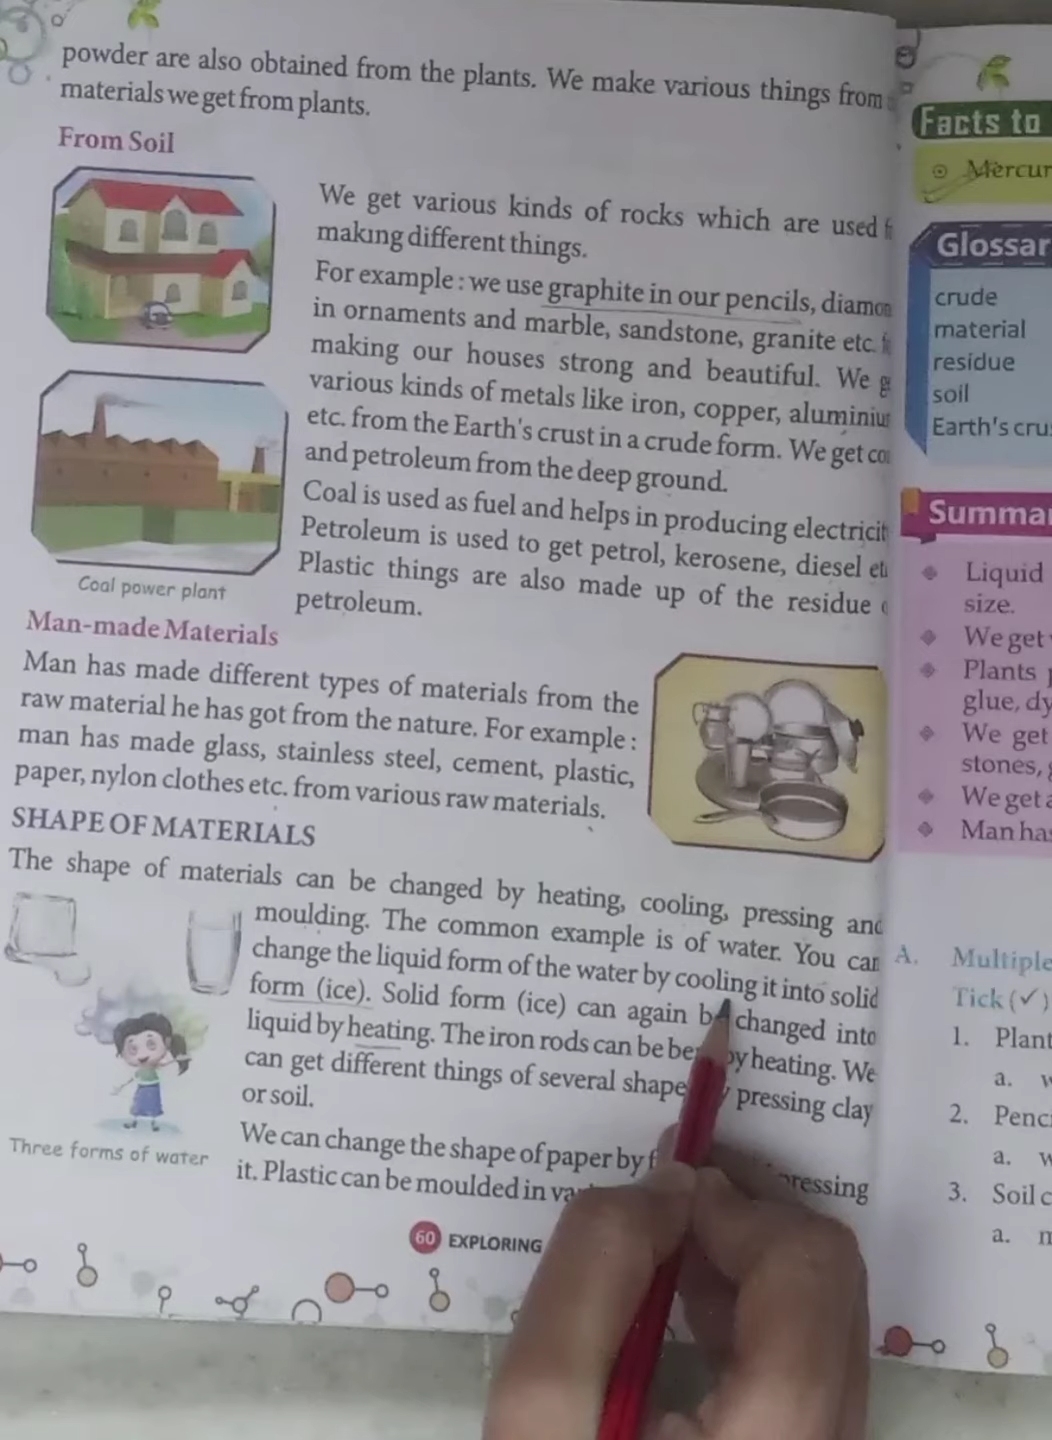 powder are also obtained from the plants. We make various things from
materials we get from plants.
From Soil
We get various kinds of rocks which are used
making different things.
For example : we use graphite in our pencils,
in ornaments and marble, sandstone, granite etc.
making our houses strong and beautiful. We
various kinds of metals like iron, copper,
etc. from the Earth's crust in a crude form. We get
and petroleum from the deep ground.
Coal is used as fuel and helps in producing
Petroleum is used to get petrol, kerosene, diesel
Plastic things are also made up of the residue
petroleum.
Coal power plant
Man-made Materials
Man has made different types of materials from the
raw material he has got from the nature. For example :
man has made glass, stainless steel, cement, plastic,
paper, nylon clothes etc. from various raw materials.
SHAPE OF MATERIALS
The shape of materials can be changed by heating, cooling, pressing and
moulding. The common example is of water. You can
change the liquid form of the water by cooling it into solid
form (ice). Solid form (ice) can again changed into
liquid by heating. The iron rods can be by heating. We
can get different things of several pressing clay
or soil.
We can change the shape of paper by
it. Plastic can be moulded in
Three forms of water
60 EXPLORING
Facts to
Glossar
crude
material
residue
soil
Earth's
Liquid
size.
We get
Plants
glue,
We get
stones,
We get
Man
A. Multiple
Tick (✓)
1. Plant
a.
2.
a.
3. Soil
a.